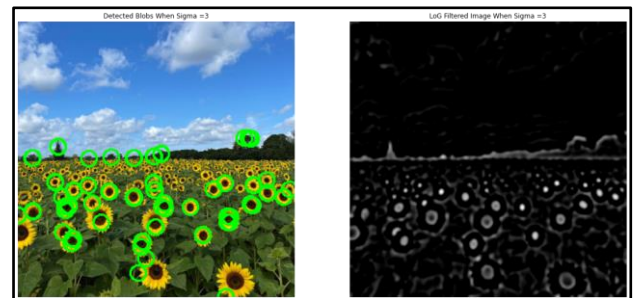 Detected Blobs When Sigma =3
LoG Filtered Image When Sigma =3